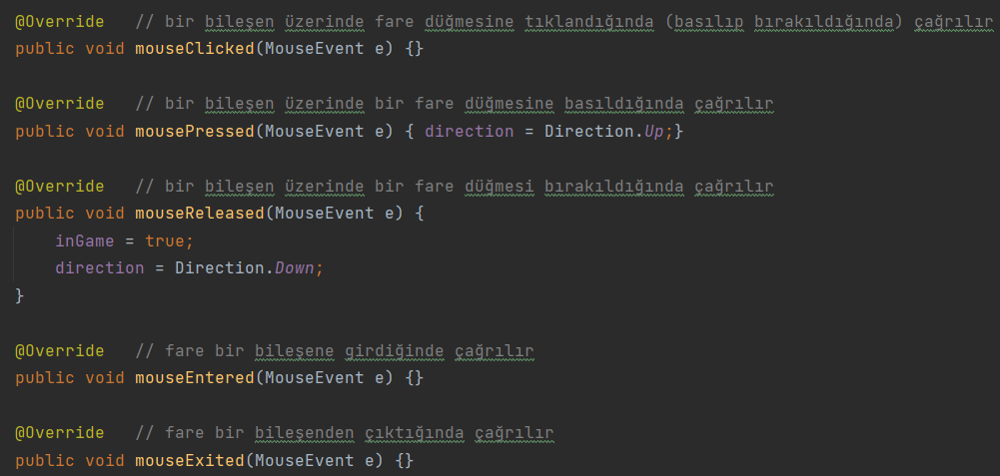 @Override   // bir bileşen üzerinde fare düğmesine tıklandığında (basılıp bırakıldığında) çağrılır
public void mouseClicked(MouseEvent e) {}
@Override   // bir bileşen üzerinde bir fare düğmesine basıldığında çağrılır
public void mousePressed(MouseEvent e) { direction = Direction.Up;}
@Override   // bir bileşen üzerinde bir fare düğmesi bırakıldığında çağrılır
public void mouseReleased(MouseEvent e) {
    inGame = true;
    direction = Direction.Down;
}
@Override   // fare bir bileşene girdiğinde çağrılır
public void mouseEntered(MouseEvent e) {}
@Override   // fare bir bileşenden çıktığında çağrılır
public void mouseExited(MouseEvent e) {}